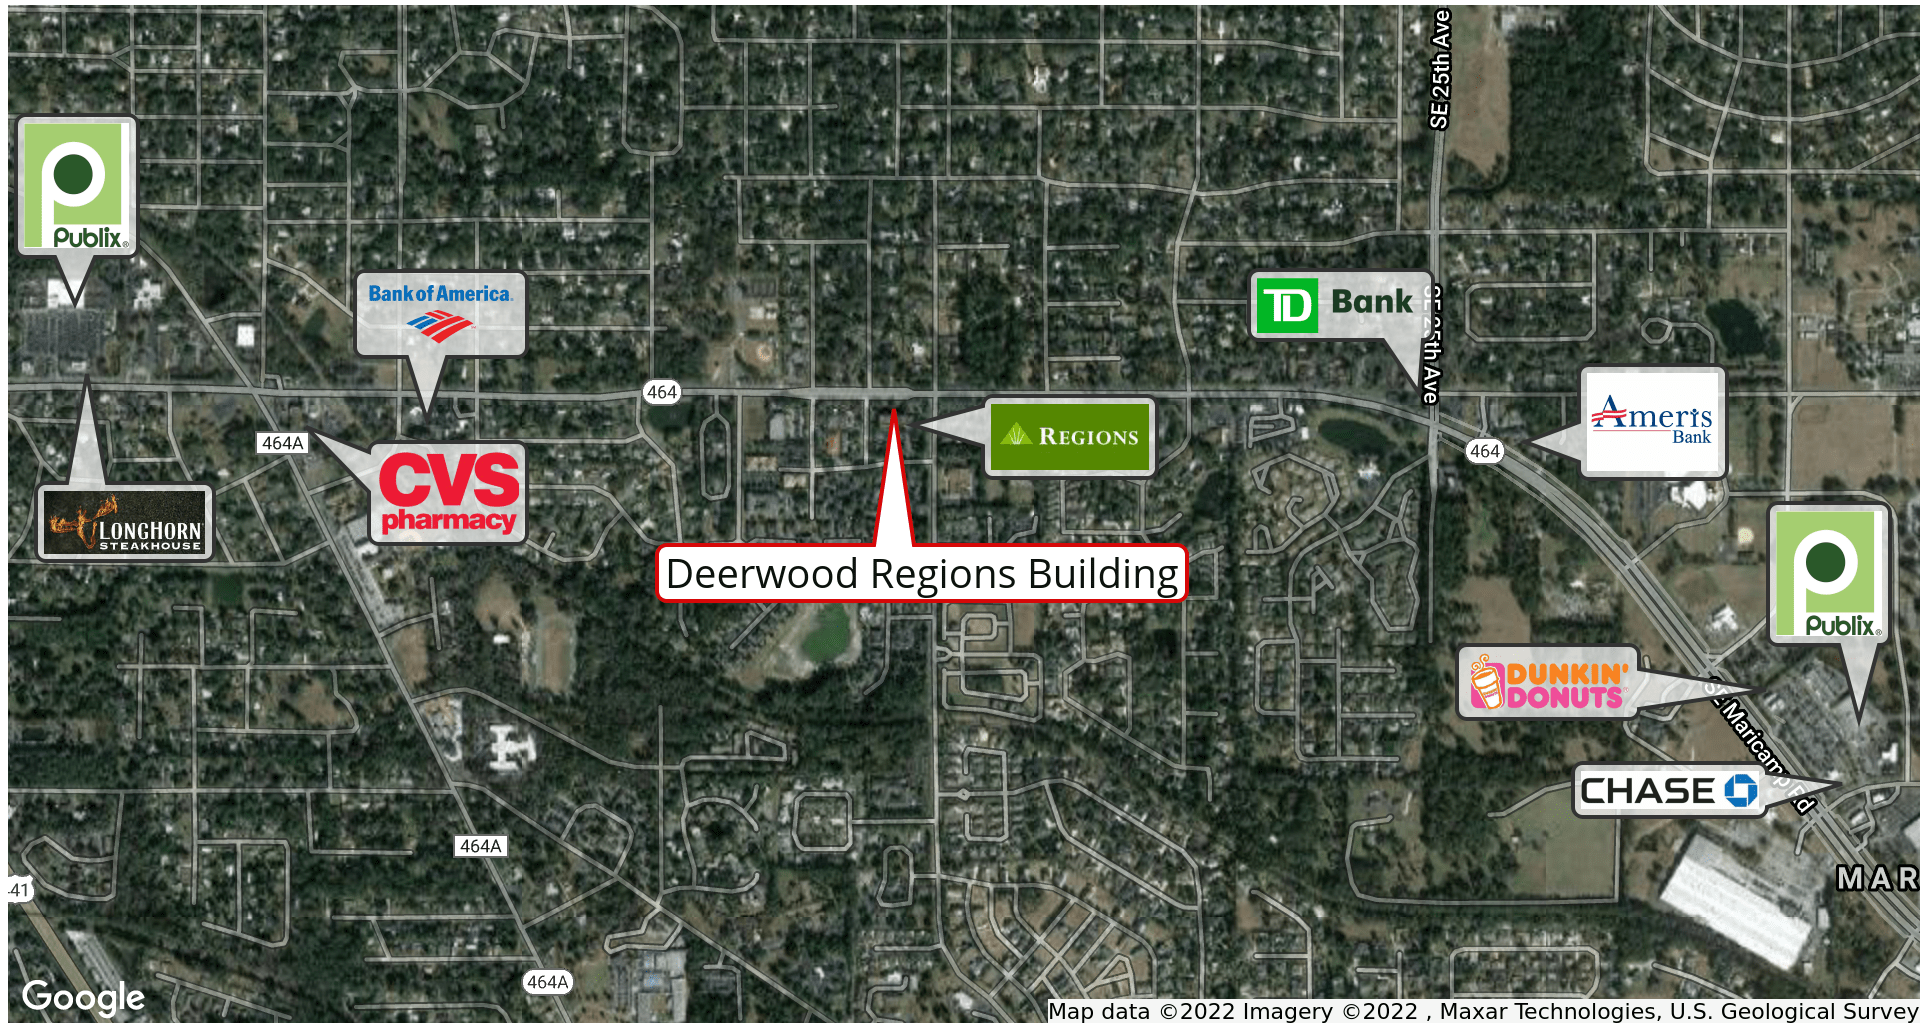 SE 25th Ave
Publix®
Bank of America.
TD Bank
SE 25th Ave
464
Ameris
Bank
REGIONS
464A
464
CVS
pharmacy
LONGHORN
STEAKHOUSE
Deerwood Regions Building
Publix®
DUNKIN'
DONUTS
SE Maricamp Rd
CHASE
464A
41
MAR
464A
Google
Map data ©2022 Imagery ©2022 , Maxar Technologies, U.S. Geological Survey